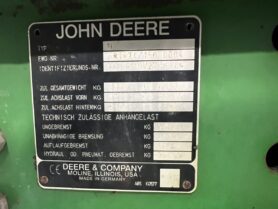 JOHN DEERE
TYP
EWG-NR.
IDENTIFIZIERUNGS-NR.
ZUL GESAMTGEWICHT KG
ZUL ACHSLAST VORN KG
ZUL ACHSLAST HINTEN KG
TECHNISCH ZULÄSSIGE ANHÄNGELAST
UNGEBREMST KG
UNABHÄNGIGE BREMSUNG KG
AUFLAUFGEBREMST KG
HYDRAUL. OD. PNEUMAT. GEBREMST KG
CE DEERE & COMPANY
MOLINE, ILLINOIS, USA
MADE IN GERMANY